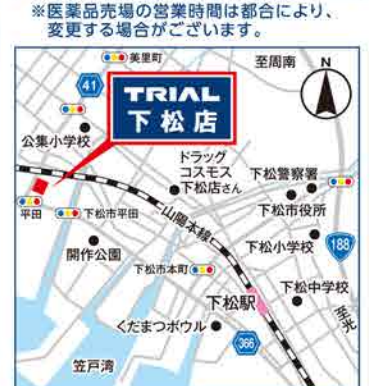 ※医薬品売場の営業時間は都合により、
変更する場合がございます。
美里町
至周南
N
41
TRIAL
下松店
公集小学校
ドラッグ
コスモス
下松店さん
下松警察署
平田
下松市平田
山陽本線
下松市役所
開作公園
下松小学校
188
下松市本町
下松駅
下松中学校
至光
くだまつボウル
366
笠戸湾